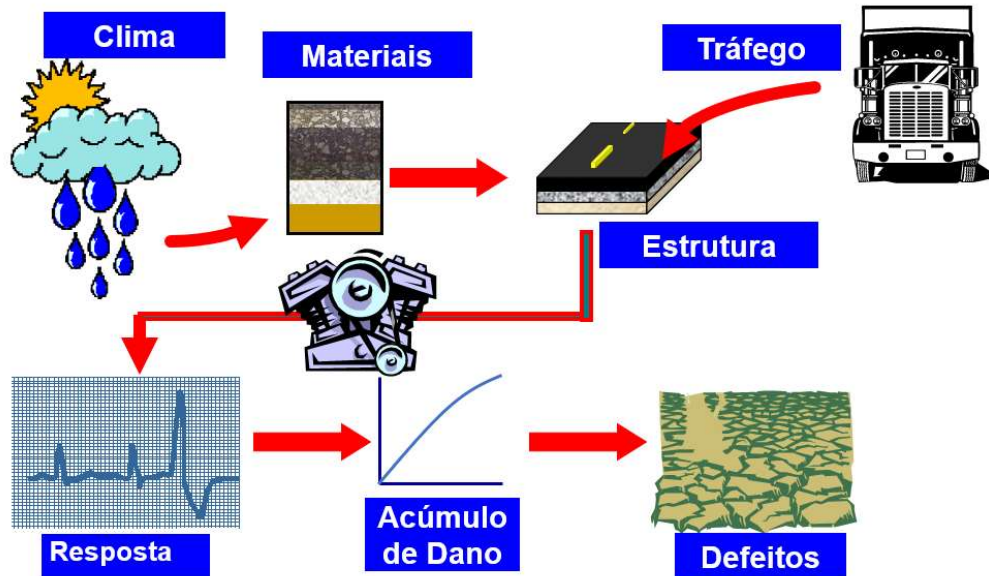 Clima
Materiais
Tráfego
Estrutura
Resposta
Acúmulo
de Dano
Defeitos